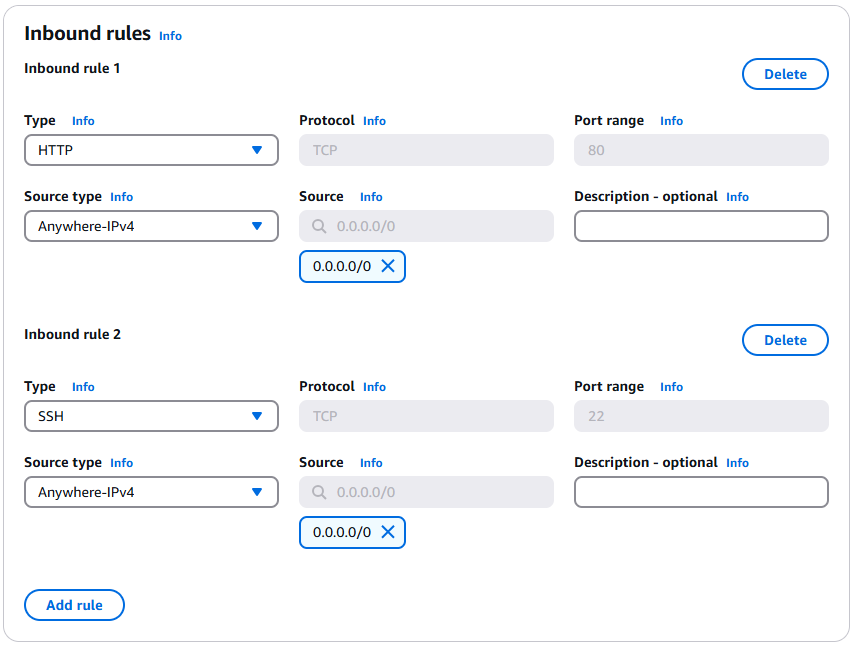 Inbound rules Info
Inbound rule 1
Delete
Type Info
Protocol Info
Port range Info
HTTP
TCP
80
Source type Info
Source Info
Description - optional Info
Anywhere-IPv4
0.0.0.0/0
0.0.0.0/0
Inbound rule 2
Delete
Type Info
Protocol Info
Port range Info
SSH
TCP
22
Source type Info
Source Info
Description - optional Info
Anywhere-IPv4
0.0.0.0/0
0.0.0.0/0
Add rule